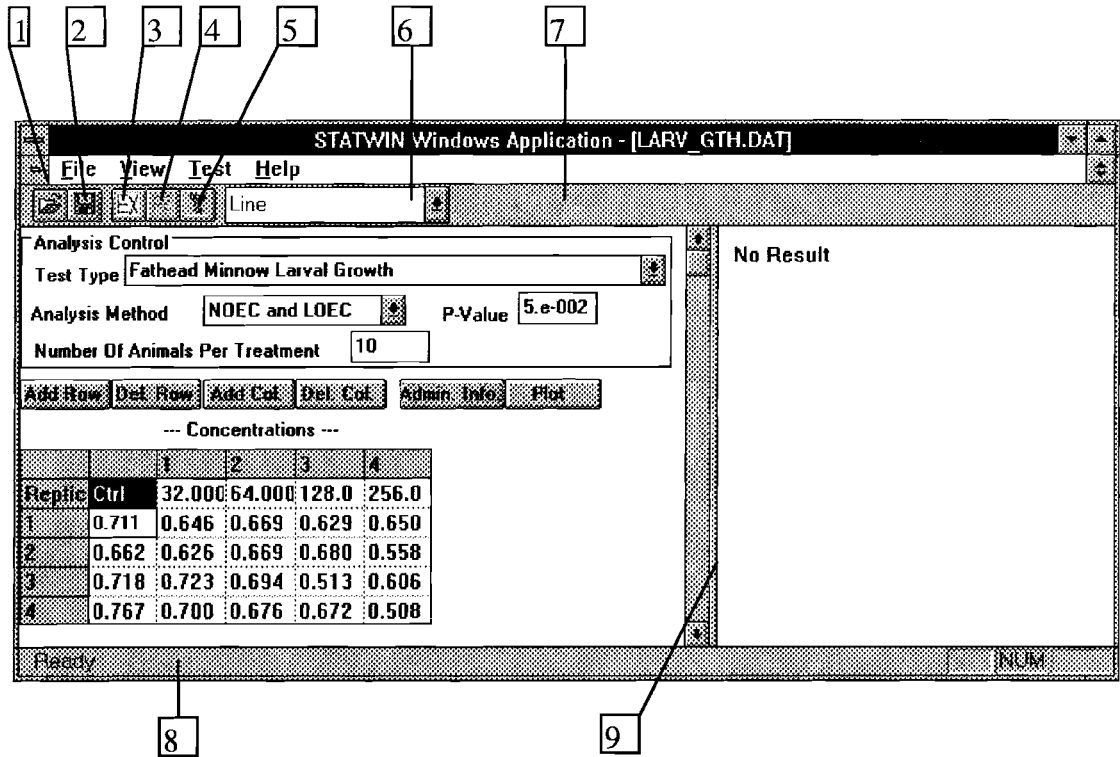 1 2 3 4 5 6 7
STATWIN Windows Application - [LARV_GTH.DAT]
File View Test Help
EX Line
Analysis Control
Test Type Fathead Minnow Larval Growth
Analysis Method NOEC and LOEC P-Value 5.e-002
Number Of Animals Per Treatment 10
Add Row Del. Row Add Col. Del. Col. Admin. Info. Plot
--- Concentrations ---
1 2 3 4
Replic Ctrl 32.000 64.000 128.0 256.0
1 0.711 0.646 0.669 0.629 0.650
2 0.662 0.626 0.669 0.680 0.558
3 0.718 0.723 0.694 0.513 0.606
4 0.767 0.700 0.676 0.672 0.508
No Result
Ready NUM
8 9